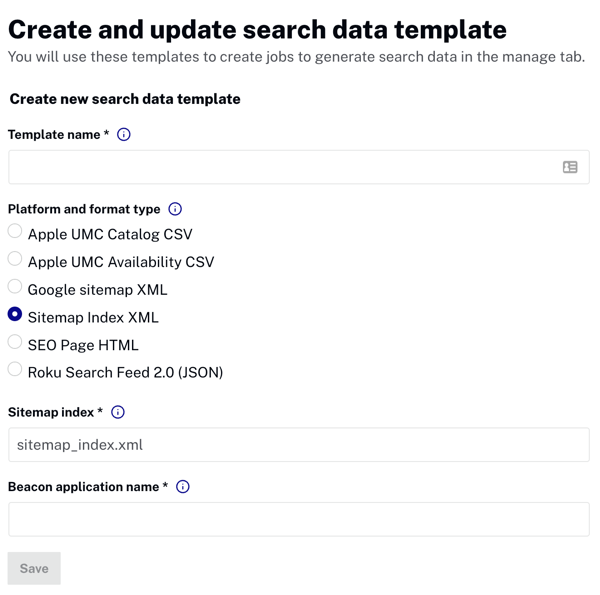 Create and update search data template
You will use these templates to create jobs to generate search data in the manage tab.
Create new search data template
Template name *
Platform and format type
Apple UMC Catalog CSV
Apple UMC Availability CSV
Google sitemap XML
Sitemap Index XML
SEO Page HTML
Roku Search Feed 2.0 (JSON)
Sitemap index *
sitemap_index.xml
Beacon application name *
Save